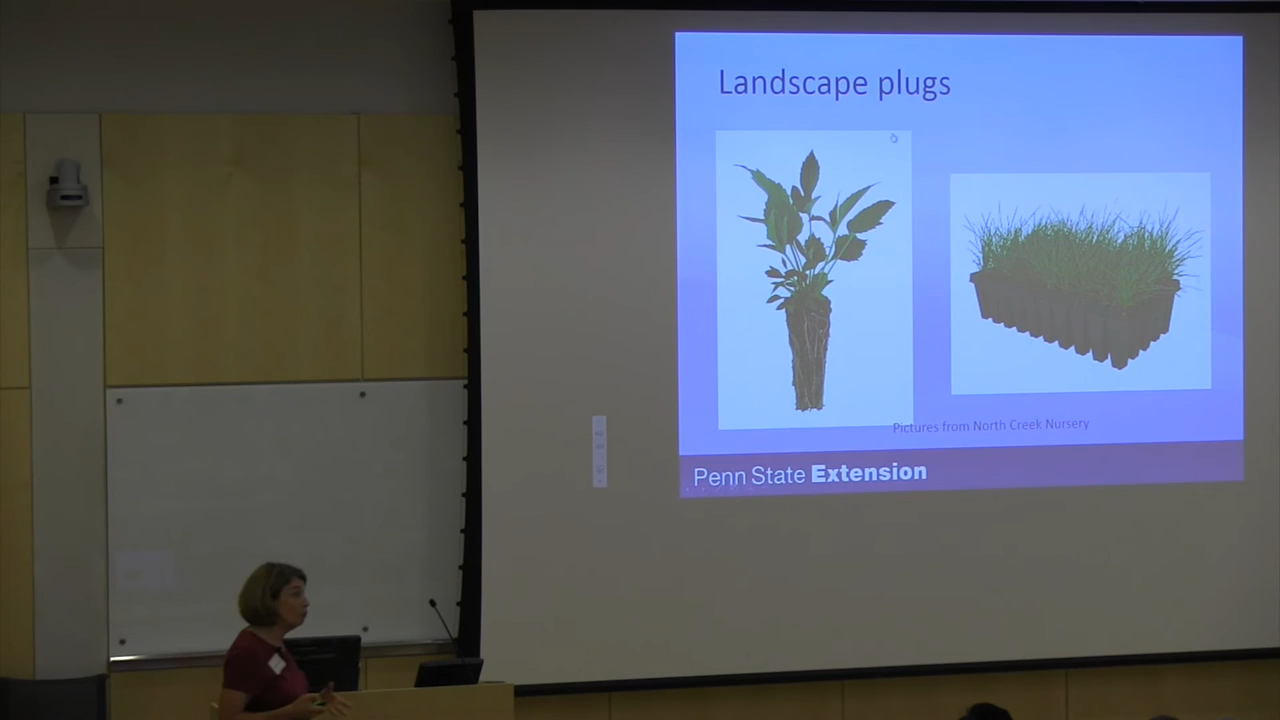 Landscape plugs
Pictures from North Creek Nursery
Penn State Extension